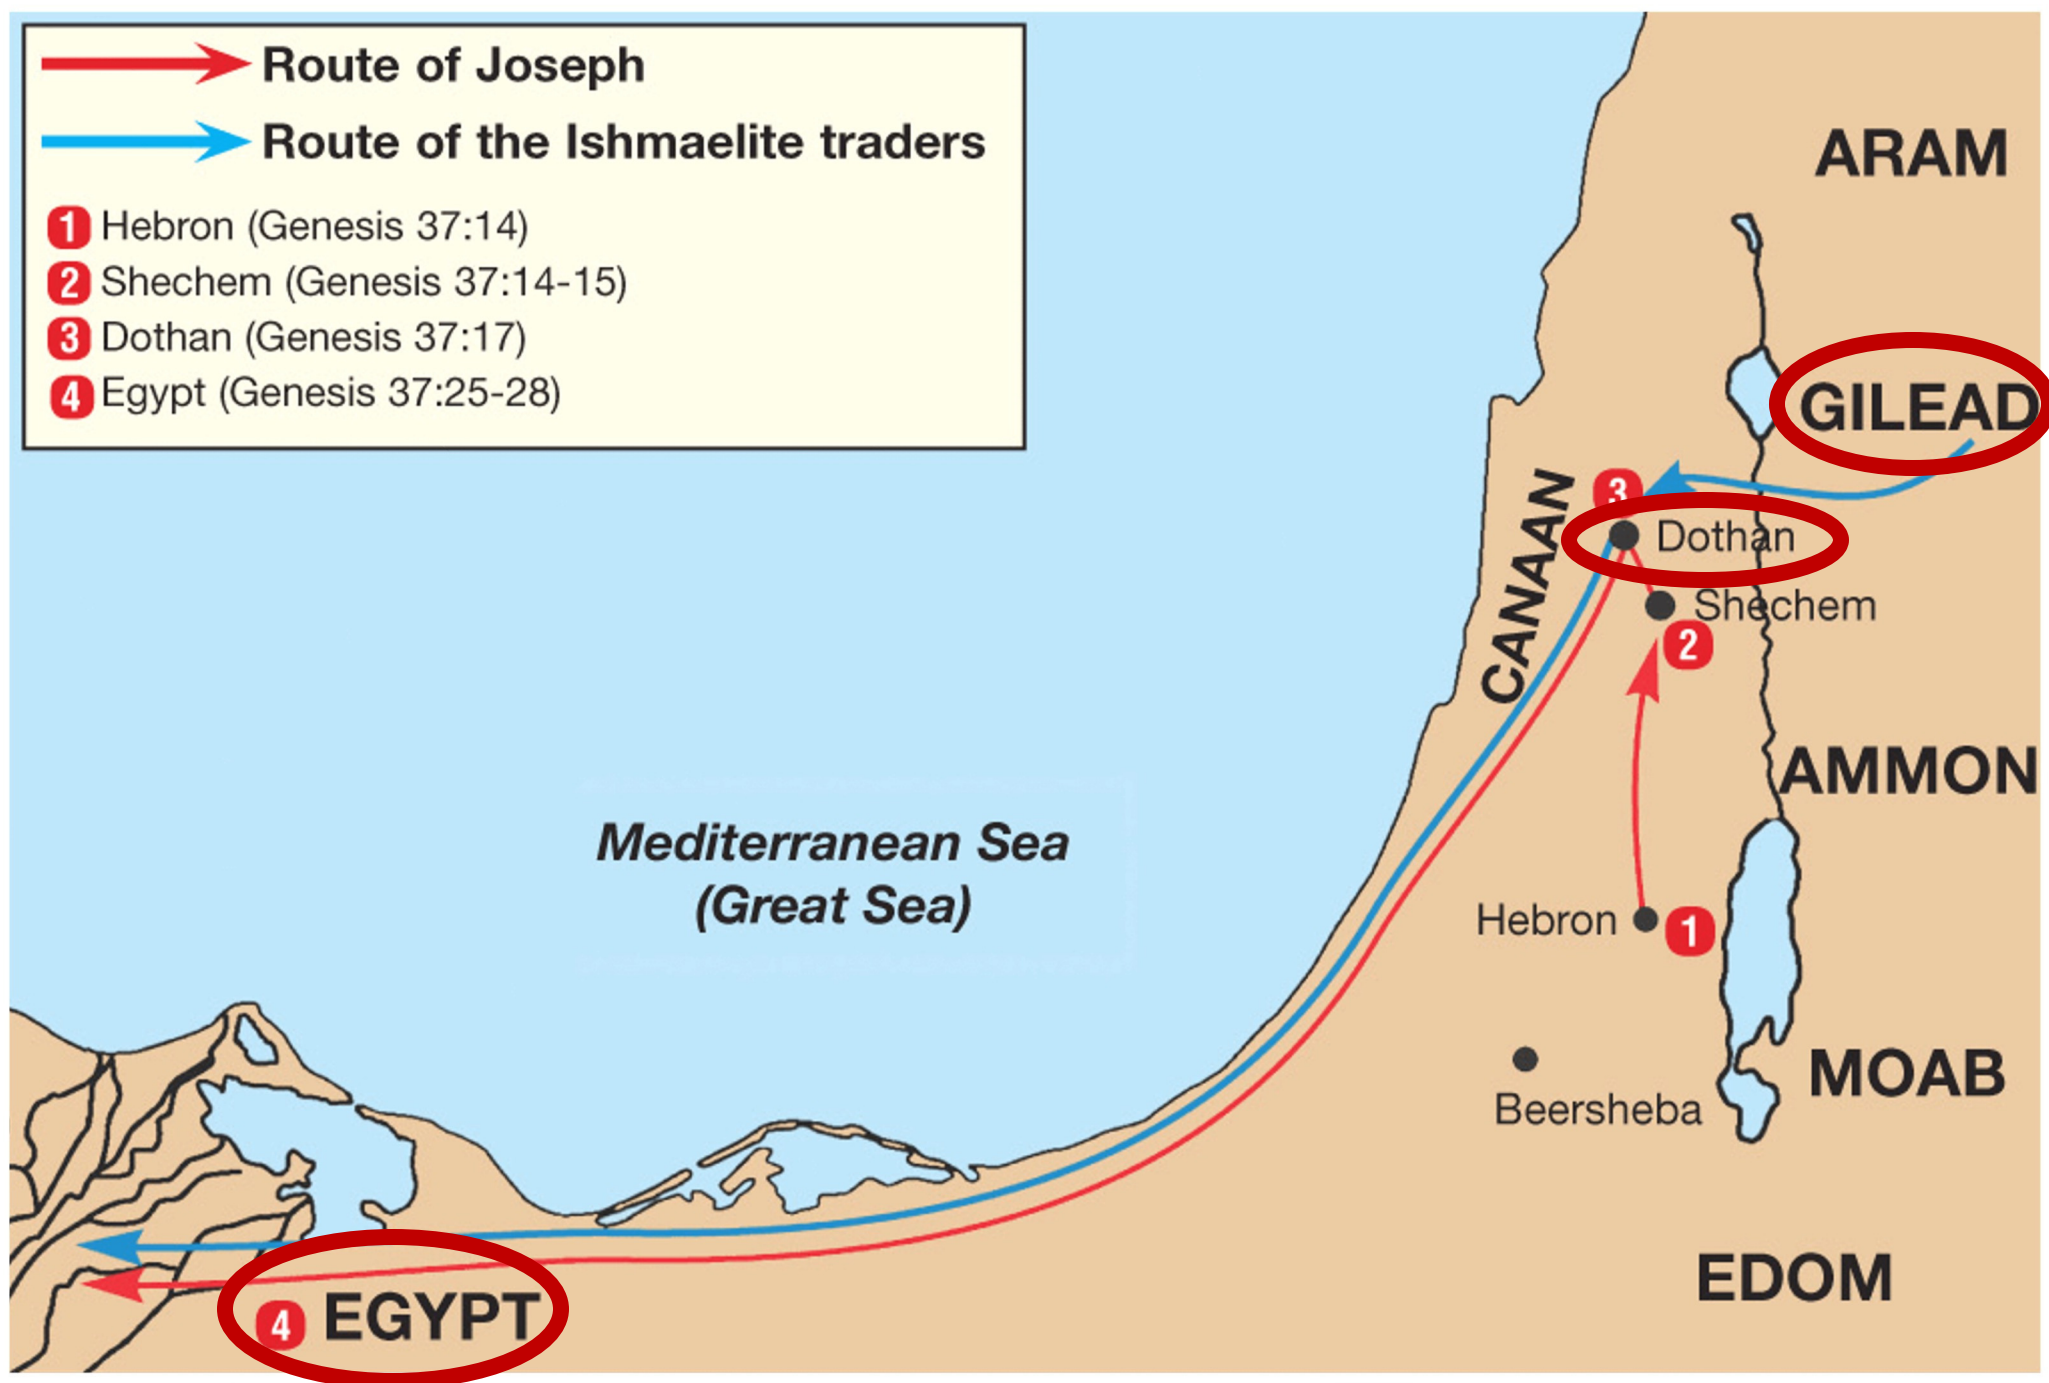 Route of Joseph
Route of the Ishmaelite traders
1 Hebron (Genesis 37:14)
2 Shechem (Genesis 37:14-15)
3 Dothan (Genesis 37:17)
4 Egypt (Genesis 37:25-28)
ARAM
GILEAD
3
Dothan
CANAAN
Shechem
2
AMMON
Mediterranean Sea
(Great Sea)
Hebron 1
MOAB
Beersheba
EDOM
4 EGYPT